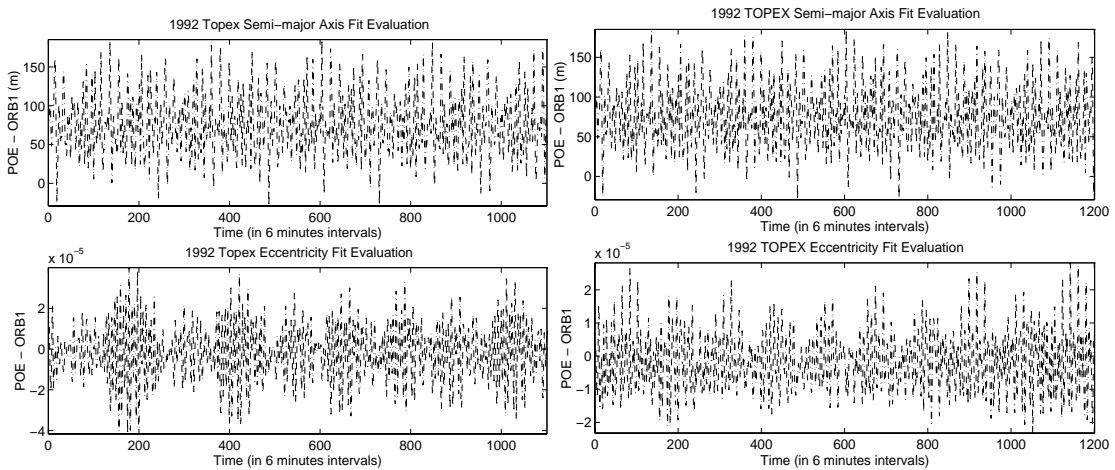 1992 Topex Semi−major Axis Fit Evaluation
POE − ORB1 (m)
150
100
50
0
0 200 400 600 800 1000
Time (in 6 minutes intervals)
1992 Topex Eccentricity Fit Evaluation
x 10−5
POE − ORB1
2
0
−2
−4
0 200 400 600 800 1000
Time (in 6 minutes intervals)
1992 TOPEX Semi−major Axis Fit Evaluation
POE − ORB1 (m)
150
100
50
0
0 200 400 600 800 1000 1200
Time (in 6 minutes intervals)
1992 TOPEX Eccentricity Fit Evaluation
x 10−5
POE − ORB1
2
1
0
−1
−2
0 200 400 600 800 1000 1200
Time (in 6 minutes intervals)